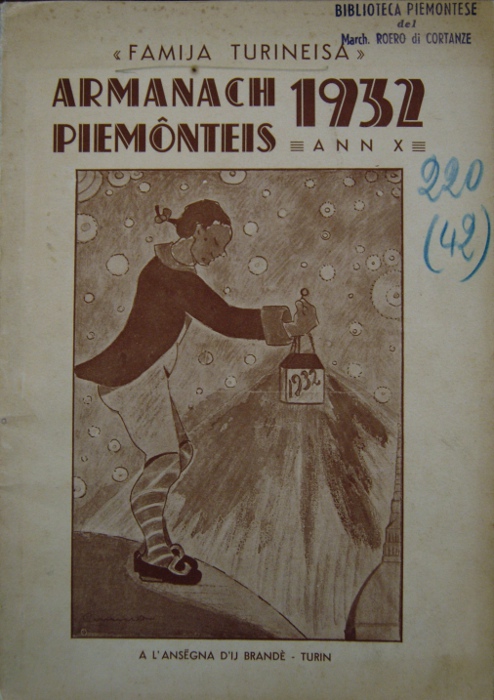 BIBLIOTECA PIEMONTESE
del
March. ROERO di CORTANZE
« FAMIJA TURINEISA »
ARMANACH
PIEMÔNTEIS
1932
ANN X
220
(42)
1932
A L'ANSËGNA D'IJ BRANDÈ - TURIN